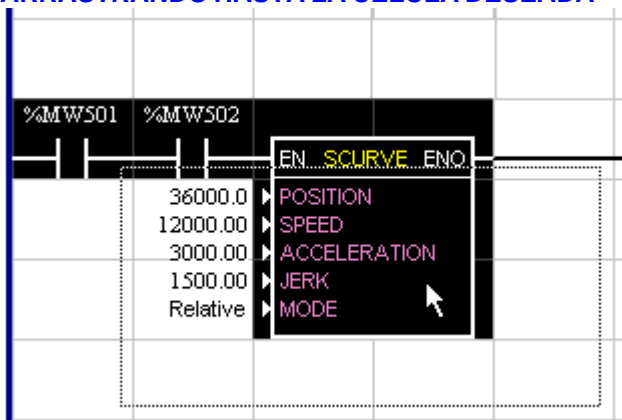 ARRASTRANDO HASTA LA CELULA DESEADA
%MW501 %MW502
EN SCURVE ENO
36000.0 POSITION
12000.00 SPEED
3000.00 ACCELERATION
1500.00 JERK
Relative MODE